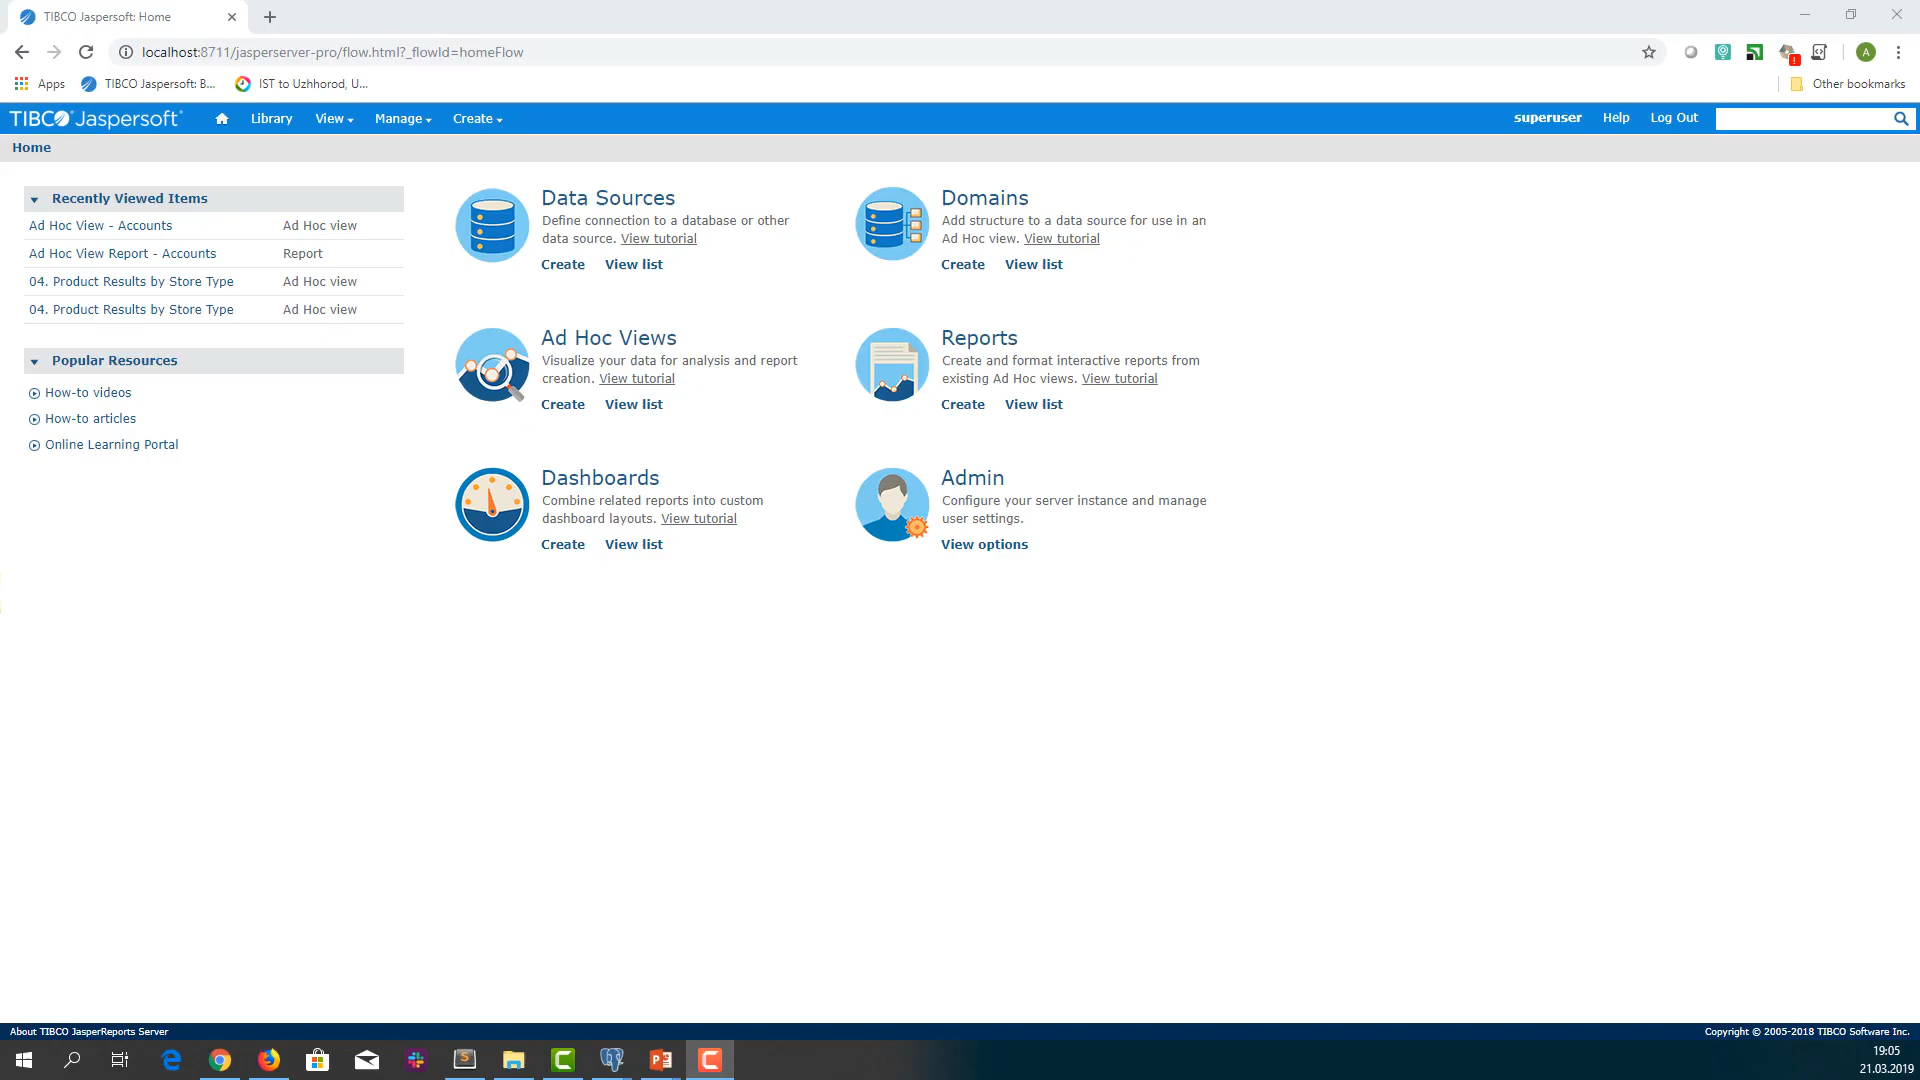 TIBCO Jaspersoft: Home
localhost:8711/jasperserver-pro/flow.html?_flowId=homeFlow
A
Apps TIBCO Jaspersoft: B... IST to Uzhhorod, U... Other bookmarks
TIBCO Jaspersoft Library View Manage Create superuser Help Log Out
Home
Recently Viewed Items
Ad Hoc View - Accounts Ad Hoc view
Ad Hoc View Report - Accounts Report
04. Product Results by Store Type Ad Hoc view
04. Product Results by Store Type Ad Hoc view
Popular Resources
How-to videos
How-to articles
Online Learning Portal
Data Sources
Define connection to a database or other
data source. View tutorial
Create View list
Domains
Add structure to a data source for use in an
Ad Hoc view. View tutorial
Create View list
Ad Hoc Views
Visualize your data for analysis and report
creation. View tutorial
Create View list
Reports
Create and format interactive reports from
existing Ad Hoc views. View tutorial
Create View list
Dashboards
Combine related reports into custom
dashboard layouts. View tutorial
Create View list
Admin
Configure your server instance and manage
user settings.
View options
About TIBCO JasperReports Server Copyright © 2005-2018 TIBCO Software Inc.
19:05
21.03.2019